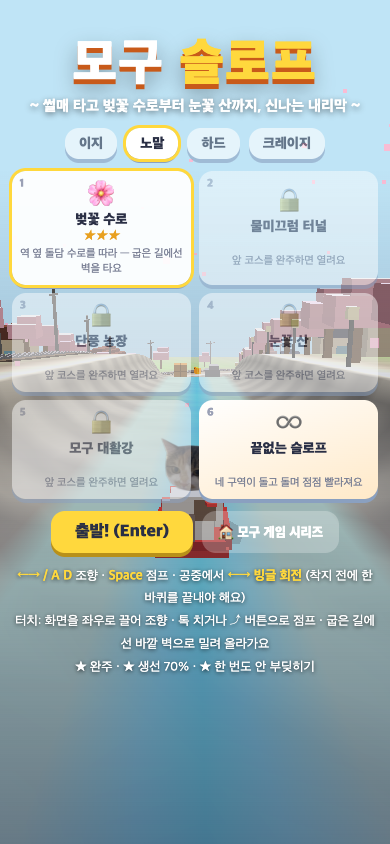 모구 슬로프
~ 썰매 타고 벚꽃 수로부터 눈꽃 산까지, 신나는 내리막 ~
이지 노말 하드 크레이지
1
벚꽃 수로
★★★
역 옆 돌담 수로를 따라 — 굽은 길에선
벽을 타요
2
물미끄럼 터널
앞 코스를 완주하면 열려요
3
단풍 농장
앞 코스를 완주하면 열려요
4
눈꽃 산
앞 코스를 완주하면 열려요
5
모구 대활강
앞 코스를 완주하면 열려요
6
∞
끝없는 슬로프
네 구역이 돌고 돌며 점점 빨라져요
출발! (Enter)
🏠 모구 게임 시리즈
←→ / A D 조향 · Space 점프 · 공중에서 ←→ 빙글 회전 (착지 전에 한
바퀴를 끝내야 해요)
터치: 화면을 좌우로 끌어 조향 · 톡 치거나 ⤴ 버튼으로 점프 · 굽은 길에
선 바깥 벽으로 밀려 올라가요
★ 완주 · ★ 생선 70% · ★ 한 번도 안 부딪히기